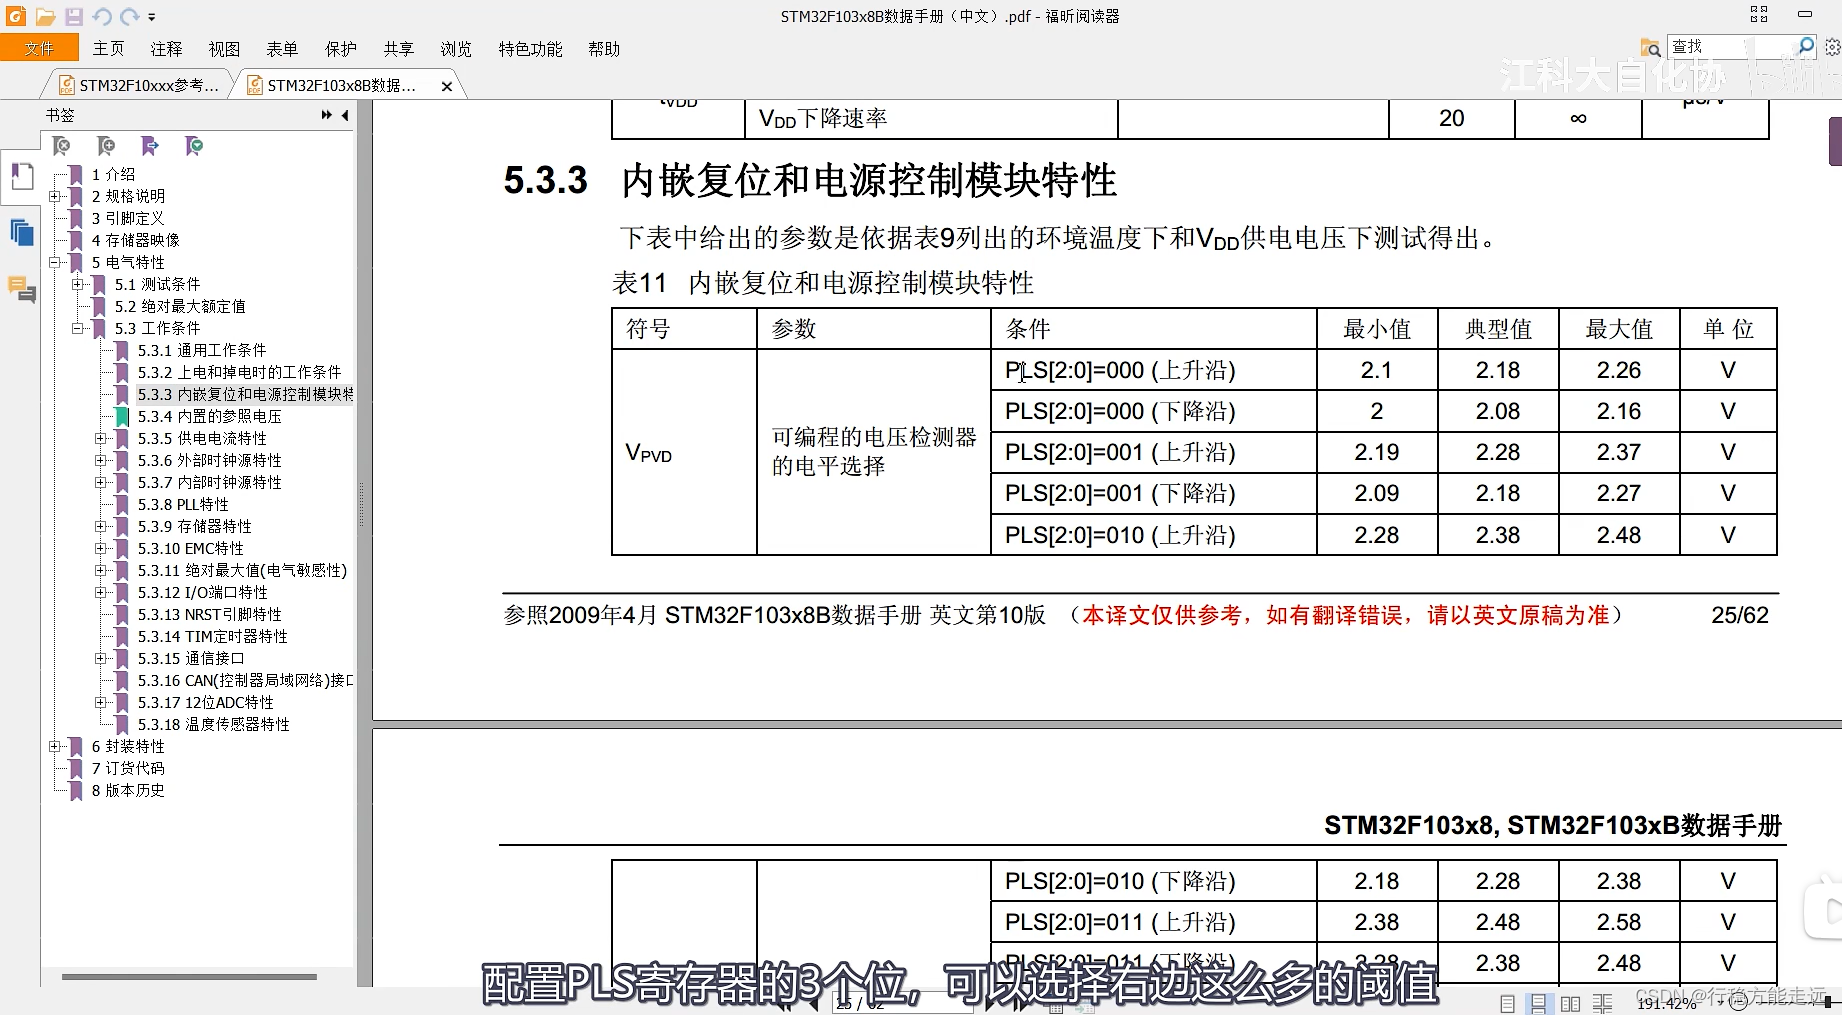 STM32F103x8B数据手册（中文）.pdf - 福昕阅读器
文件 主页 注释 视图 表单 保护 共享 浏览 特色功能 帮助
查找
江科大自化协
STM32F10xxx参考... STM32F103x8B数据...
书签
1 介绍
2 规格说明
3 引脚定义
4 存储器映像
5 电气特性
5.1 测试条件
5.2 绝对最大额定值
5.3 工作条件
5.3.1 通用工作条件
5.3.2 上电和掉电时的工作条件
5.3.3 内嵌复位和电源控制模块特
5.3.4 内置的参照电压
5.3.5 供电电流特性
5.3.6 外部时钟源特性
5.3.7 内部时钟源特性
5.3.8 PLL特性
5.3.9 存储器特性
5.3.10 EMC特性
5.3.11 绝对最大值(电气敏感性)
5.3.12 I/O端口特性
5.3.13 NRST引脚特性
5.3.14 TIM定时器特性
5.3.15 通信接口
5.3.16 CAN(控制器局域网络)接口
5.3.17 12位ADC特性
5.3.18 温度传感器特性
6 封装特性
7 订货代码
8 版本历史
VDD下降速率 20 ∞
5.3.3 内嵌复位和电源控制模块特性
下表中给出的参数是依据表9列出的环境温度下和VDD供电电压下测试得出。
表11 内嵌复位和电源控制模块特性
符号 参数 条件 最小值 典型值 最大值 单 位
VPVD 可编程的电压检测器的电平选择
PLS[2:0]=000 (上升沿) 2.1 2.18 2.26 V
PLS[2:0]=000 (下降沿) 2 2.08 2.16 V
PLS[2:0]=001 (上升沿) 2.19 2.28 2.37 V
PLS[2:0]=001 (下降沿) 2.09 2.18 2.27 V
PLS[2:0]=010 (上升沿) 2.28 2.38 2.48 V
参照2009年4月 STM32F103x8B数据手册 英文第10版 （本译文仅供参考，如有翻译错误，请以英文原稿为准） 25/62
STM32F103x8, STM32F103xB数据手册
PLS[2:0]=010 (下降沿) 2.18 2.28 2.38 V
PLS[2:0]=011 (上升沿) 2.38 2.48 2.58 V
PLS[2:0]=011 (下降沿) 2.28 2.38 2.48 V
配置PLS寄存器的3个位，可以选择右边这么多的阈值
25 / 62
191.42%
CSDN @行稳方能走远